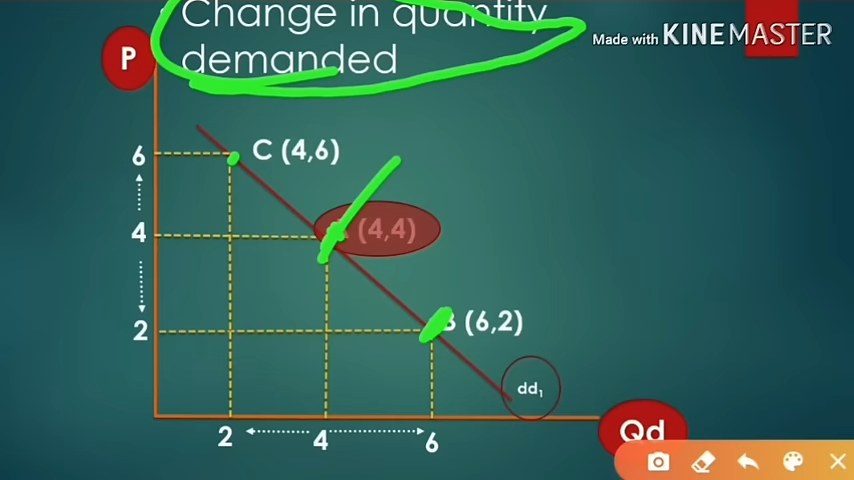 Change in quantity
demanded
Made with KINEMASTER
P
6
C (4,6)
4
(4,4)
2
B (6,2)
dd₁
2
4
6
Qd